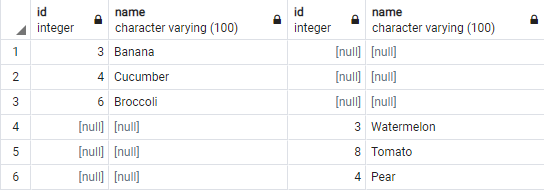 id name id name
integer character varying (100) integer character varying (100)
1 3 Banana [null] [null]
2 4 Cucumber [null] [null]
3 6 Broccoli [null] [null]
4 [null] [null] 3 Watermelon
5 [null] [null] 8 Tomato
6 [null] [null] 4 Pear